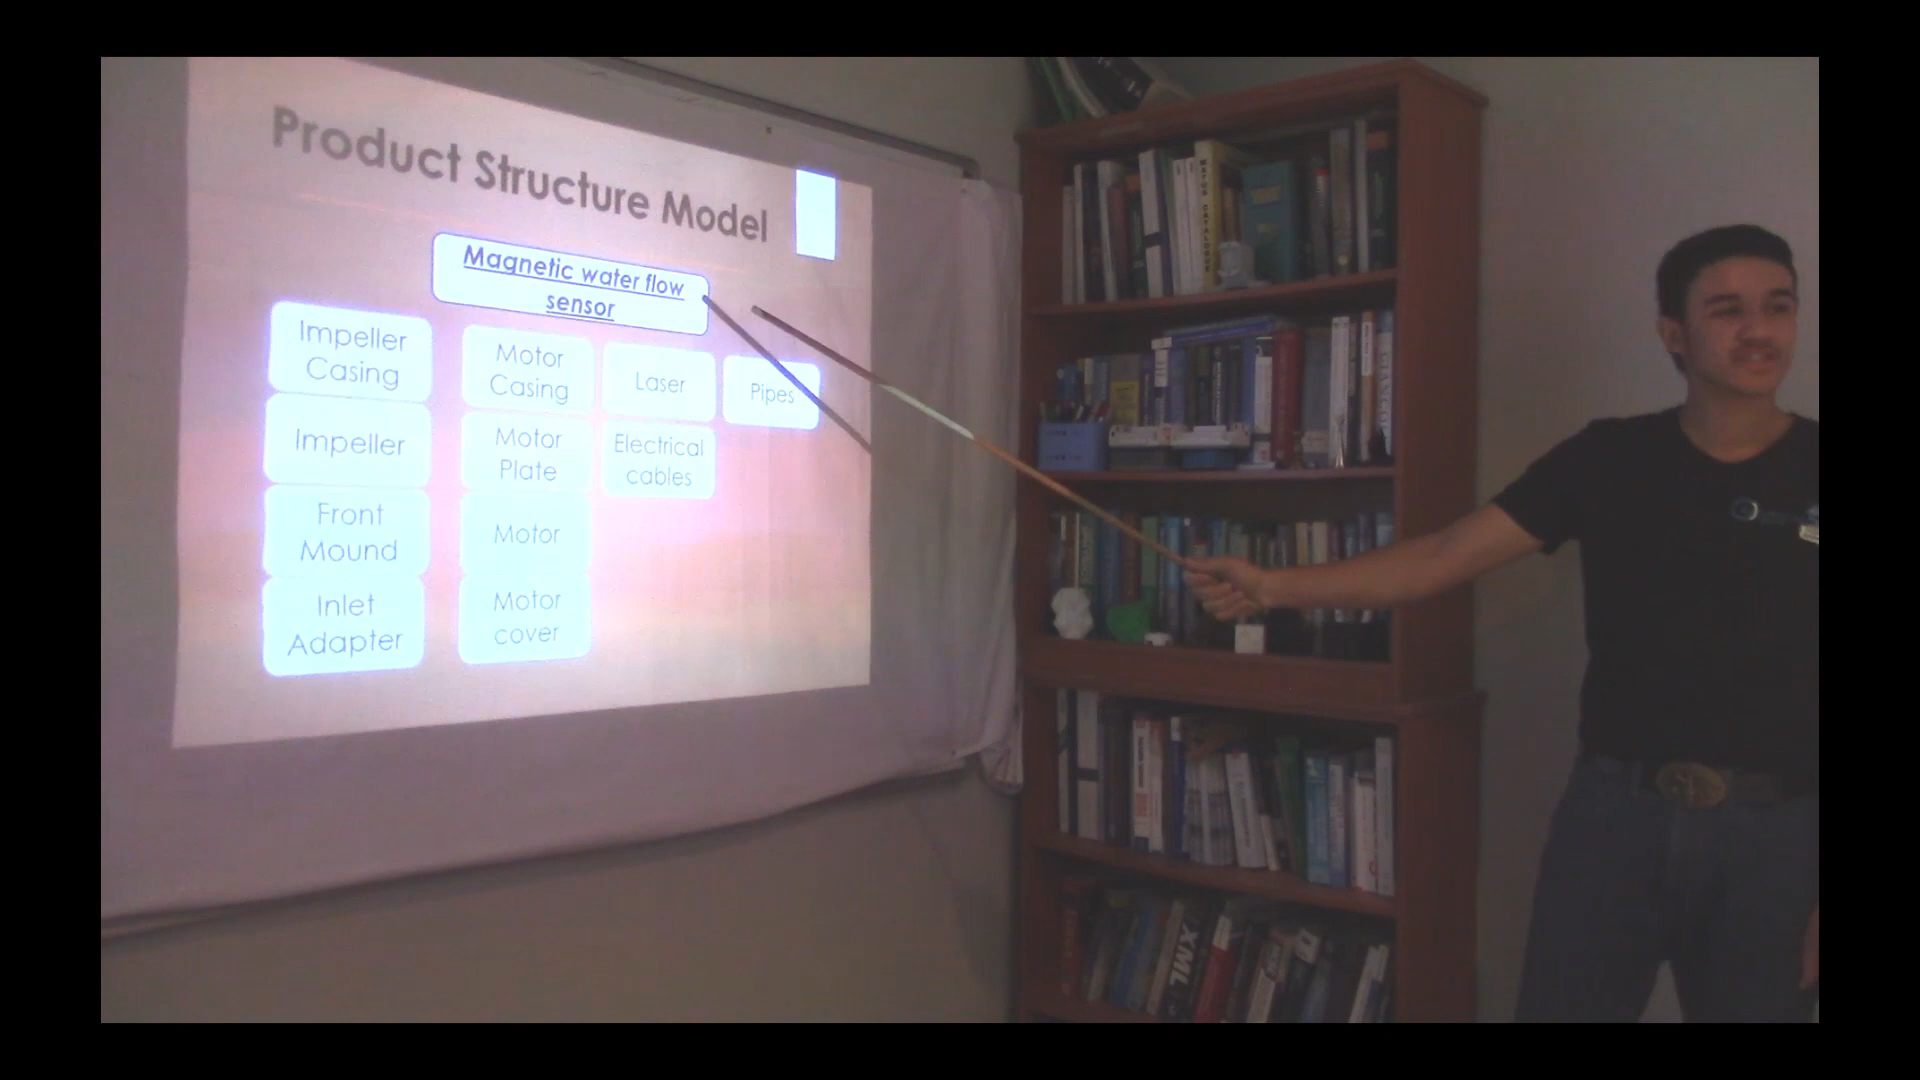 Product Structure Model
Magnetic water flow
sensor
Impeller
Casing
Impeller
Front
Mound
Inlet
Adapter
Motor
Casing
Motor
Plate
Motor
Motor
cover
Laser
Electrical
cables
Pipes
XML